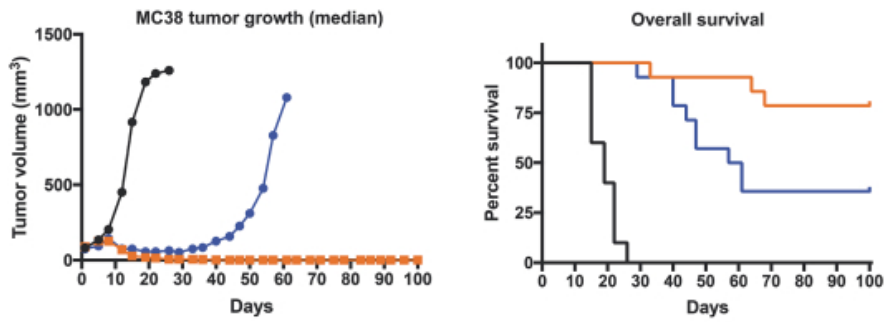 MC38 tumor growth (median)
Tumor volume (mm³)
1500
1000
500
0
0 10 20 30 40 50 60 70 80 90 100
Days
Overall survival
Percent survival
100
75
50
25
0
0 10 20 30 40 50 60 70 80 90 100
Days